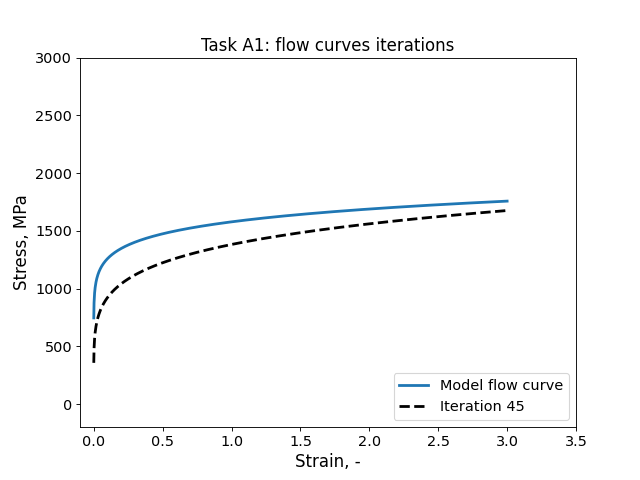 Task A1: flow curves iterations
3000
2500
2000
1500
1000
500
0
Stress, MPa
0.0 0.5 1.0 1.5 2.0 2.5 3.0 3.5
Strain, -
Model flow curve
Iteration 45